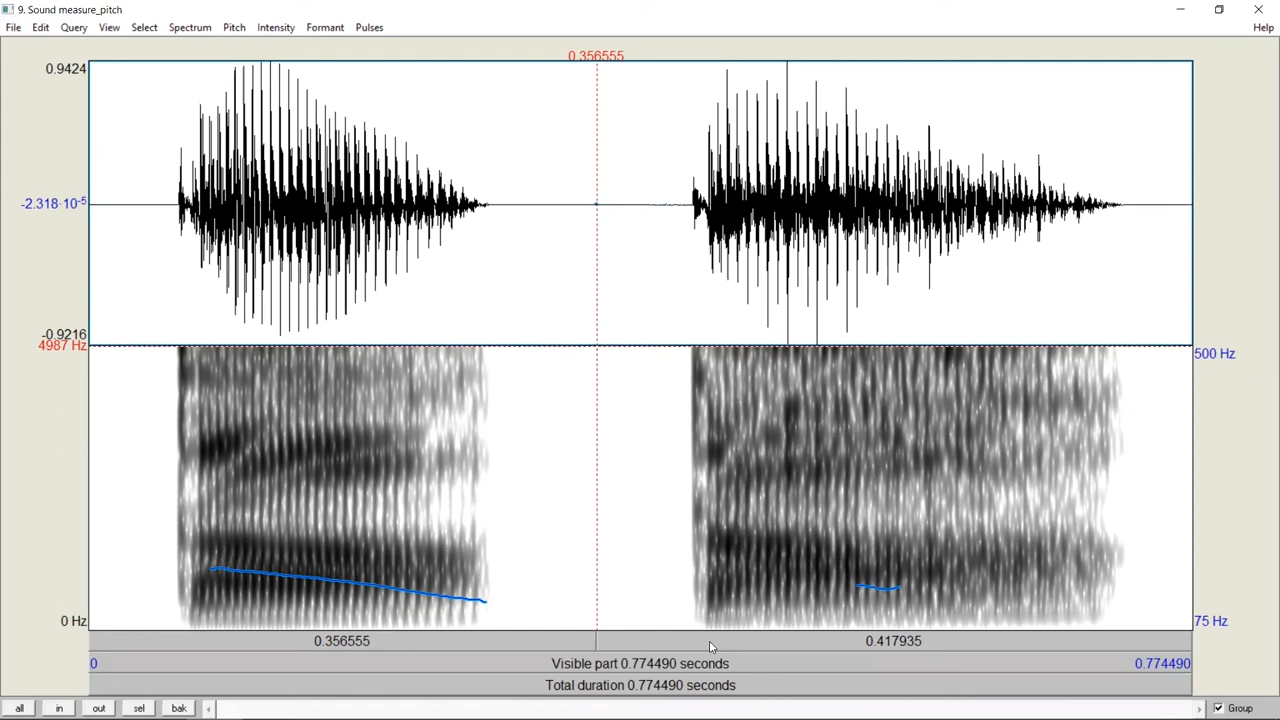 9. Sound measure_pitch
File Edit Query View Select Spectrum Pitch Intensity Formant Pulses Help
0.356555
0.9424
-2.318·10-5
-0.9216
4987 Hz
500 Hz
0 Hz
75 Hz
0.356555 0.417935
0 Visible part 0.774490 seconds 0.774490
Total duration 0.774490 seconds
all in out sel bak Group